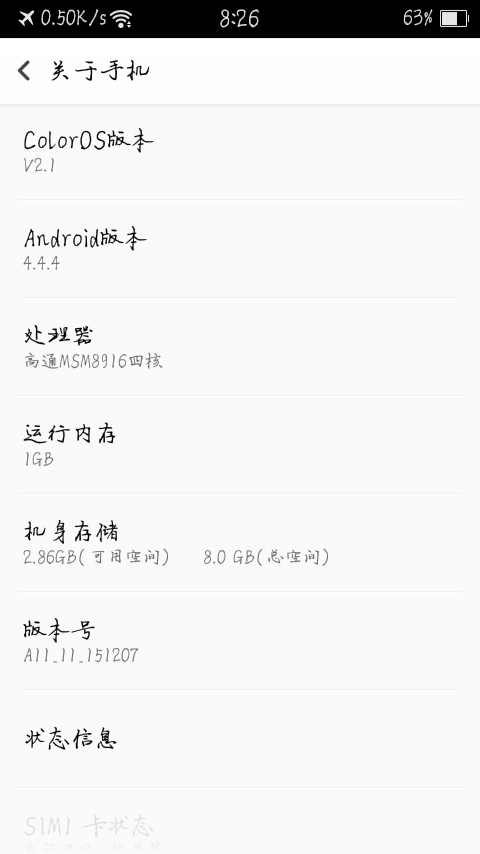 0.50K/s 8:26 63%
关于手机
ColorOS版本
V2.1
Android版本
4.4.4
处理器
高通MSM8916四核
运行内存
1GB
机身存储
2.86GB(可用空间) 8.0 GB(总空间)
版本号
A11_11_151207
状态信息
SIM1 卡状态